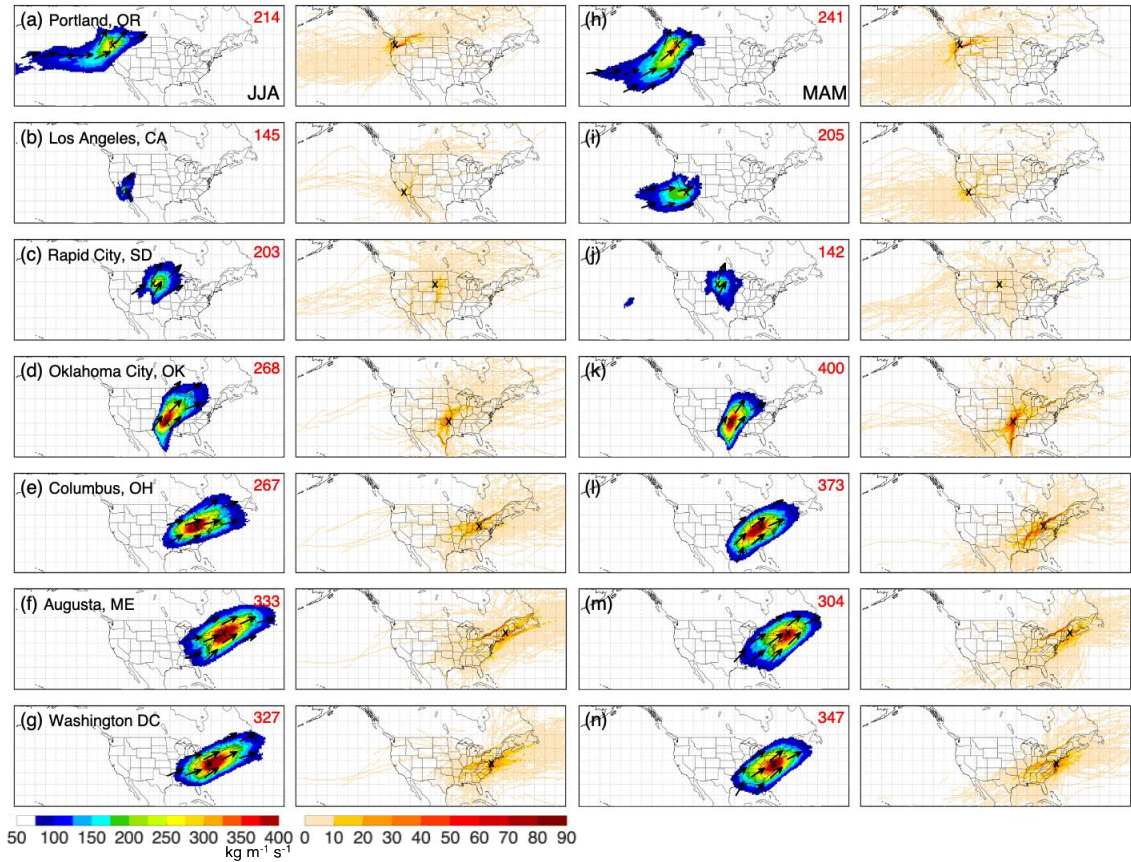 (a) Portland, OR 214
JJA
(h) 241
MAM
(b) Los Angeles, CA 145
(i) 205
(c) Rapid City, SD 203
(j) 142
(d) Oklahoma City, OK 268
(k) 400
(e) Columbus, OH 267
(l) 373
(f) Augusta, ME 333
(m) 304
(g) Washington DC 327
(n) 347
50 100 150 200 250 300 350 400
kg m⁻¹ s⁻¹
0 10 20 30 40 50 60 70 80 90